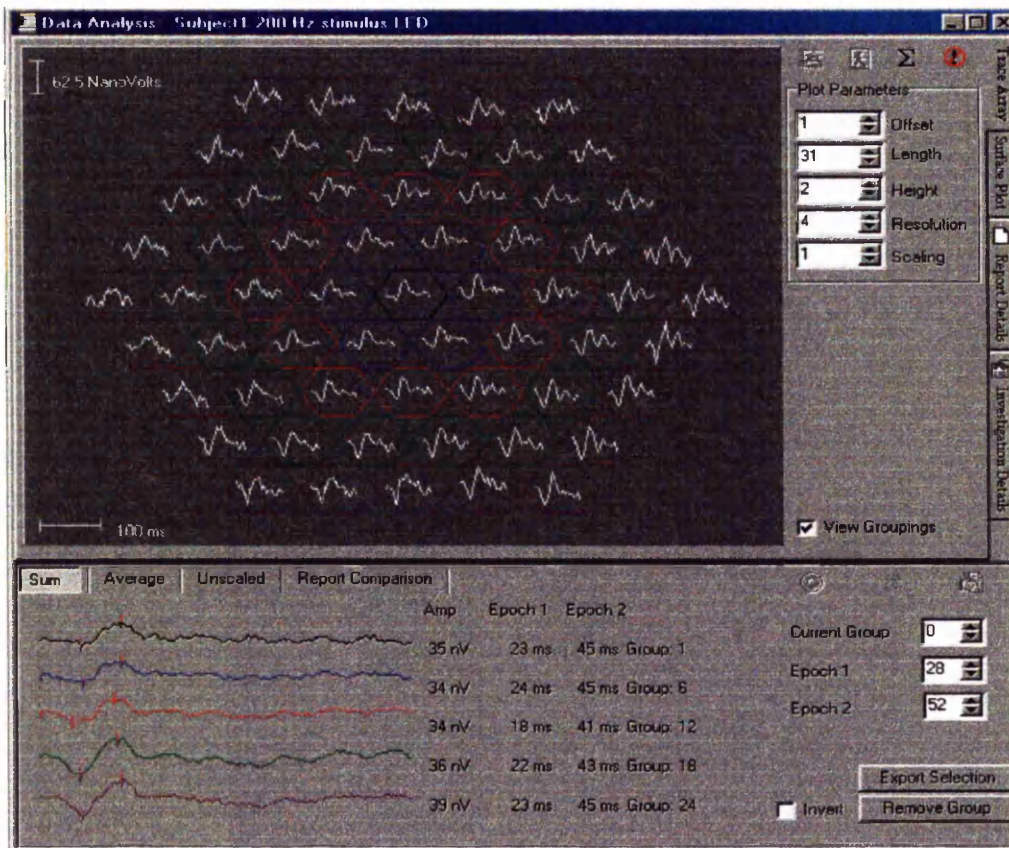 Data Analysis - Subject1 200 Hz stimulus LED
62.5 NanoVolts
100 ms
Plot Parameters
1 Offset
31 Length
2 Height
4 Resolution
1 Scaling
View Groupings
Trace Array
Surface Plot
Report Details
Investigation Details
Sum Average Unscaled Report Comparison
Amp Epoch 1 Epoch 2
35 nV 23 ms 45 ms Group: 1
34 nV 24 ms 45 ms Group: 6
34 nV 18 ms 41 ms Group: 12
36 nV 22 ms 43 ms Group: 18
39 nV 23 ms 45 ms Group: 24
Current Group 0
Epoch 1 28
Epoch 2 52
Export Selection
Invert Remove Group